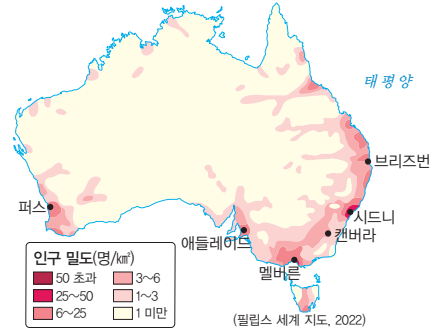 태평양
브리즈번
퍼스
시드니
캔버라
애들레이드
멜버른
인구 밀도(명/㎢)
50 초과
25~50
6~25
3~6
1~3
1 미만
(필립스 세계 지도, 2022)